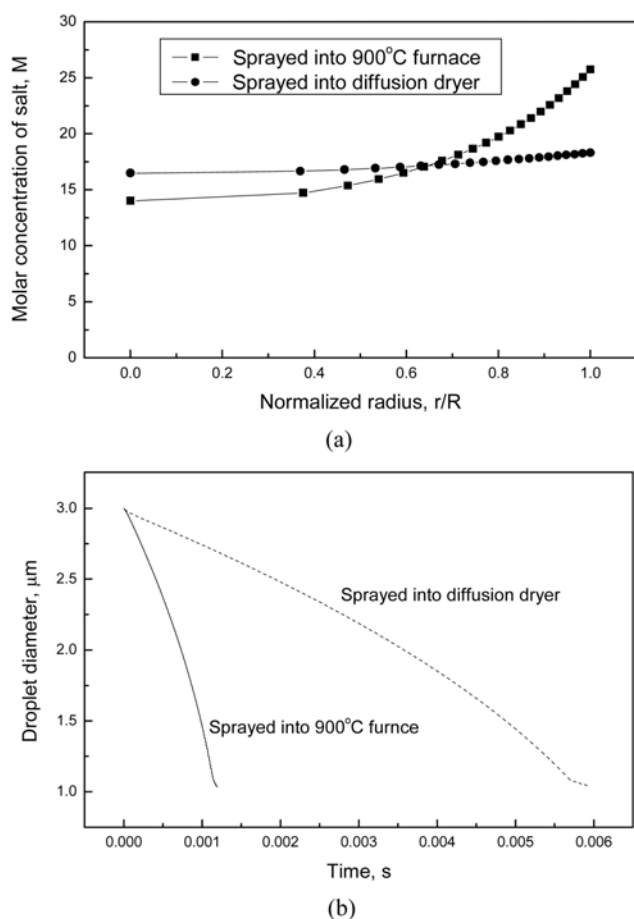 (a)
Sprayed into 900°C furnace
Sprayed into diffusion dryer
Molar concentration of salt, M
30
25
20
15
10
5
0
0.0 0.2 0.4 0.6 0.8 1.0
Normalized radius, r/R
(a)
Droplet diameter, μm
3.0
2.5
2.0
1.5
1.0
Sprayed into diffusion dryer
Sprayed into 900°C furnce
0.000 0.001 0.002 0.003 0.004 0.005 0.006
Time, s
(b)